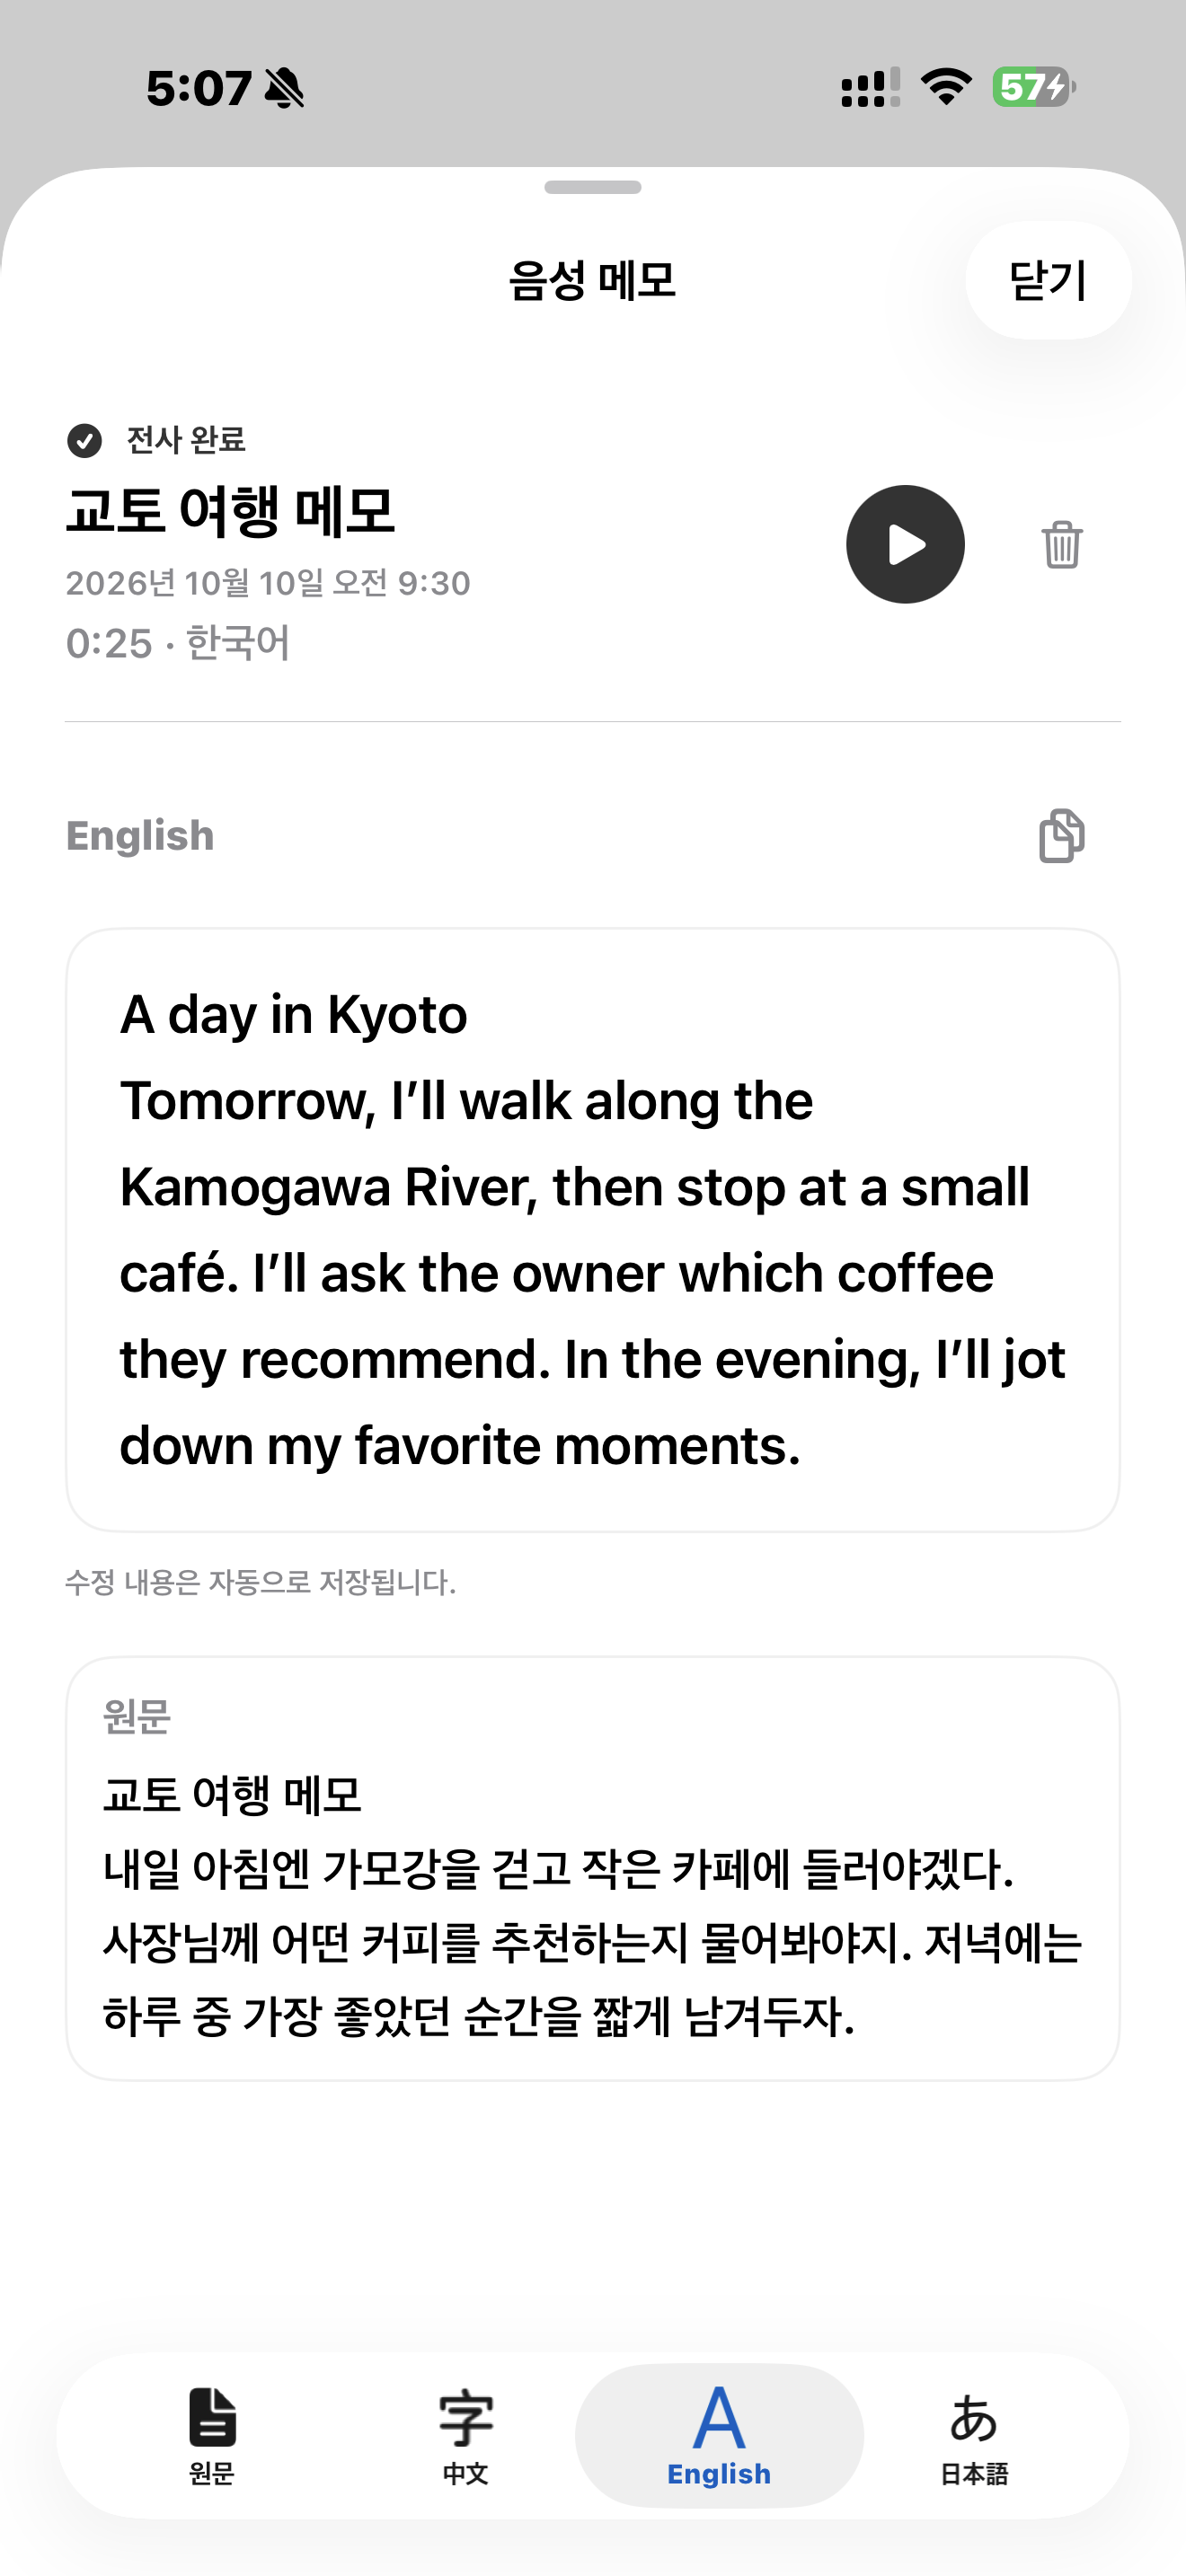 5:07
57
음성 메모
닫기
전사 완료
교토 여행 메모
2026년 10월 10일 오전 9:30
0:25 · 한국어
English
A day in Kyoto
Tomorrow, I’ll walk along the
Kamogawa River, then stop at a small
café. I’ll ask the owner which coffee
they recommend. In the evening, I’ll jot
down my favorite moments.
수정 내용은 자동으로 저장됩니다.
원문
교토 여행 메모
내일 아침엔 가모강을 걷고 작은 카페에 들러야겠다.
사장님께 어떤 커피를 추천하는지 물어봐야지. 저녁에는
하루 중 가장 좋았던 순간을 짧게 남겨두자.
字 A あ
원문 中文 English 日本語